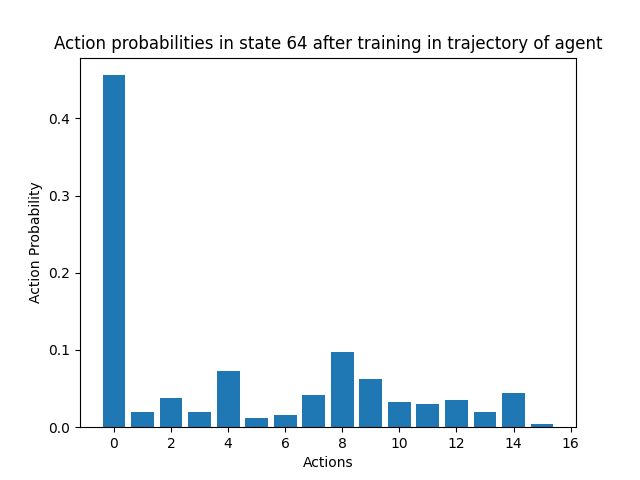 Action probabilities in state 64 after training in trajectory of agent
0.4
0.3
0.2
0.1
0.0
Action Probability
0 2 4 6 8 10 12 14 16
Actions